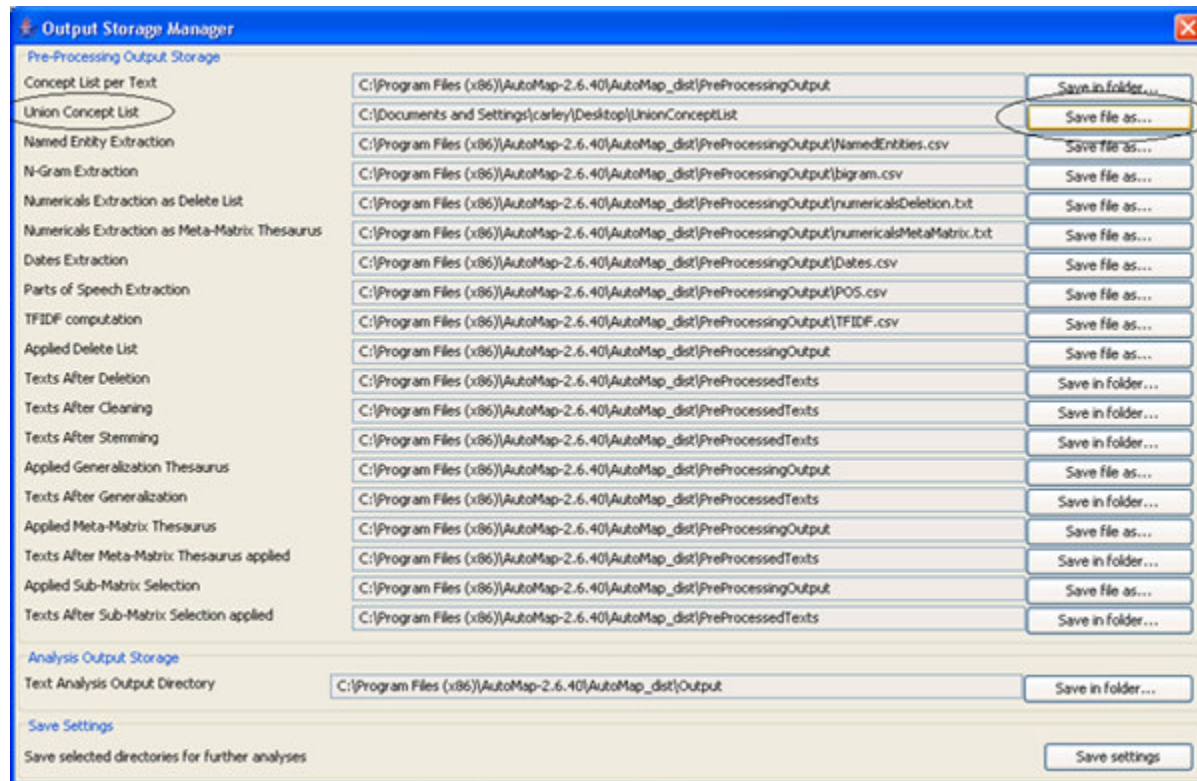 Output Storage Manager
Pre-Processing Output Storage
Concept List per Text C:\Program Files (x86)\AutoMap-2.6.40\AutoMap_dist\PreProcessingOutput Save in folder...
Union Concept List C:\Documents and Settings\carley\Desktop\UnionConceptList Save file as...
Named Entity Extraction C:\Program Files (x86)\AutoMap-2.6.40\AutoMap_dist\PreProcessingOutput\NamedEntities.csv Save file as...
N-Gram Extraction C:\Program Files (x86)\AutoMap-2.6.40\AutoMap_dist\PreProcessingOutput\bigram.csv Save file as...
Numericals Extraction as Delete List C:\Program Files (x86)\AutoMap-2.6.40\AutoMap_dist\PreProcessingOutput\numericalsDeletion.txt Save file as...
Numericals Extraction as Meta-Matrix Thesaurus C:\Program Files (x86)\AutoMap-2.6.40\AutoMap_dist\PreProcessingOutput\numericalsMetaMatrix.txt Save file as...
Dates Extraction C:\Program Files (x86)\AutoMap-2.6.40\AutoMap_dist\PreProcessingOutput\Dates.csv Save file as...
Parts of Speech Extraction C:\Program Files (x86)\AutoMap-2.6.40\AutoMap_dist\PreProcessingOutput\POS.csv Save file as...
TFIDF computation C:\Program Files (x86)\AutoMap-2.6.40\AutoMap_dist\PreProcessingOutput\TFIDF.csv Save file as...
Applied Delete List C:\Program Files (x86)\AutoMap-2.6.40\AutoMap_dist\PreProcessingOutput Save file as...
Texts After Deletion C:\Program Files (x86)\AutoMap-2.6.40\AutoMap_dist\PreProcessedTexts Save in folder...
Texts After Cleaning C:\Program Files (x86)\AutoMap-2.6.40\AutoMap_dist\PreProcessedTexts Save in folder...
Texts After Stemming C:\Program Files (x86)\AutoMap-2.6.40\AutoMap_dist\PreProcessedTexts Save in folder...
Applied Generalization Thesaurus C:\Program Files (x86)\AutoMap-2.6.40\AutoMap_dist\PreProcessingOutput Save file as...
Texts After Generalization C:\Program Files (x86)\AutoMap-2.6.40\AutoMap_dist\PreProcessedTexts Save in folder...
Applied Meta-Matrix Thesaurus C:\Program Files (x86)\AutoMap-2.6.40\AutoMap_dist\PreProcessingOutput Save file as...
Texts After Meta-Matrix Thesaurus applied C:\Program Files (x86)\AutoMap-2.6.40\AutoMap_dist\PreProcessedTexts Save in folder...
Applied Sub-Matrix Selection C:\Program Files (x86)\AutoMap-2.6.40\AutoMap_dist\PreProcessingOutput Save file as...
Texts After Sub-Matrix Selection applied C:\Program Files (x86)\AutoMap-2.6.40\AutoMap_dist\PreProcessedTexts Save in folder...
Analysis Output Storage
Text Analysis Output Directory C:\Program Files (x86)\AutoMap-2.6.40\AutoMap_dist\Output Save in folder...
Save Settings
Save selected directories for further analyses Save settings